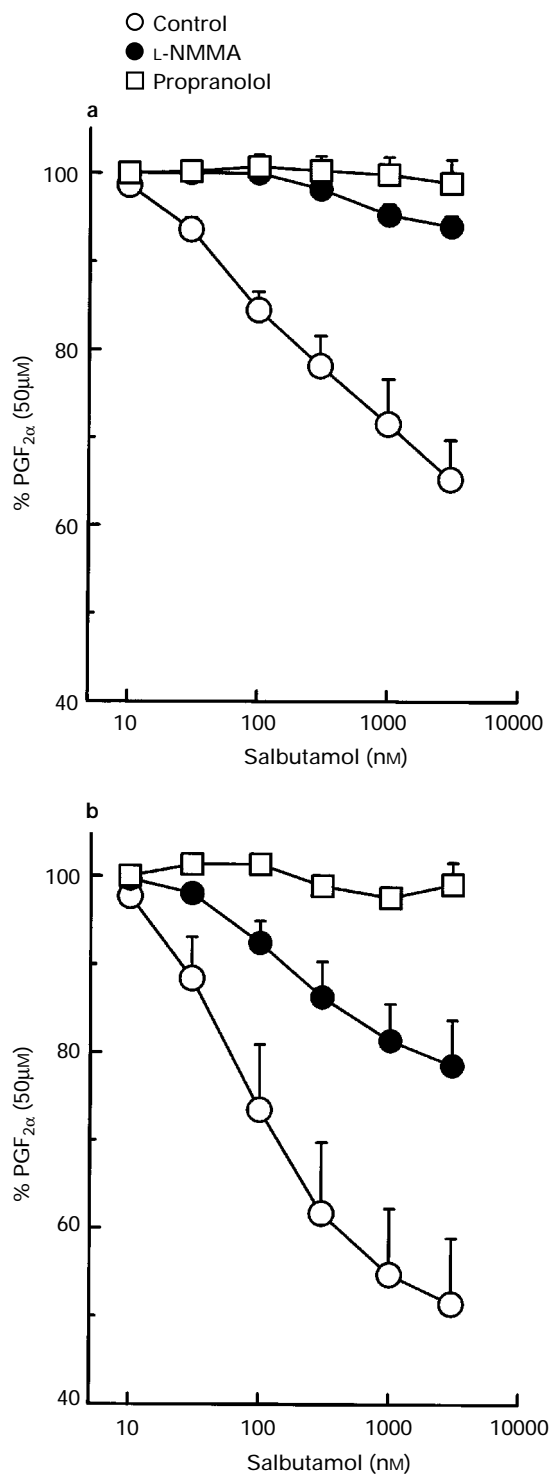 Control
L-NMMA
Propranolol
a
100
80
60
40
% PGF2α (50μM)
10 100 1000 10000
Salbutamol (nM)
b
100
80
60
40
% PGF2α (50μM)
10 100 1000 10000
Salbutamol (nM)